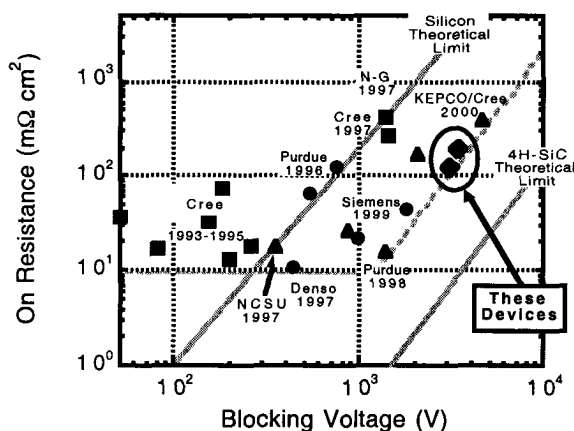 Silicon
Theoretical
Limit
N-G
1997
KEPCO/Cree
2000
Cree
1997
4H-SiC
Theoretical
Limit
Purdue
1996
Siemens
1999
Cree
1993-1995
NCSU
1997
Denso
1997
Purdue
1998
These
Devices
10³
10²
10¹
10⁰
10²
10³
10⁴
On Resistance (mΩ cm²)
Blocking Voltage (V)